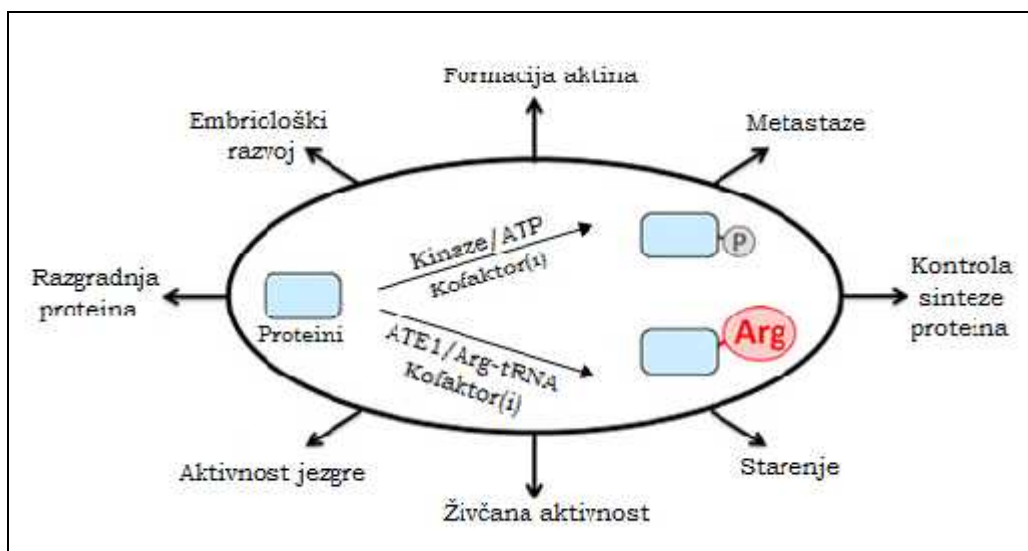 Formacija aktina
Embriološki
razvoj
Metastaze
Kinaze/ATP
Kofaktor(i)
P
Razgradnja
proteina
Proteini
Kontrola
sinteze
proteina
Arg
ATE1/Arg-tRNA
Kofaktor(i)
Aktivnost jezgre
Starenje
Živčana aktivnost